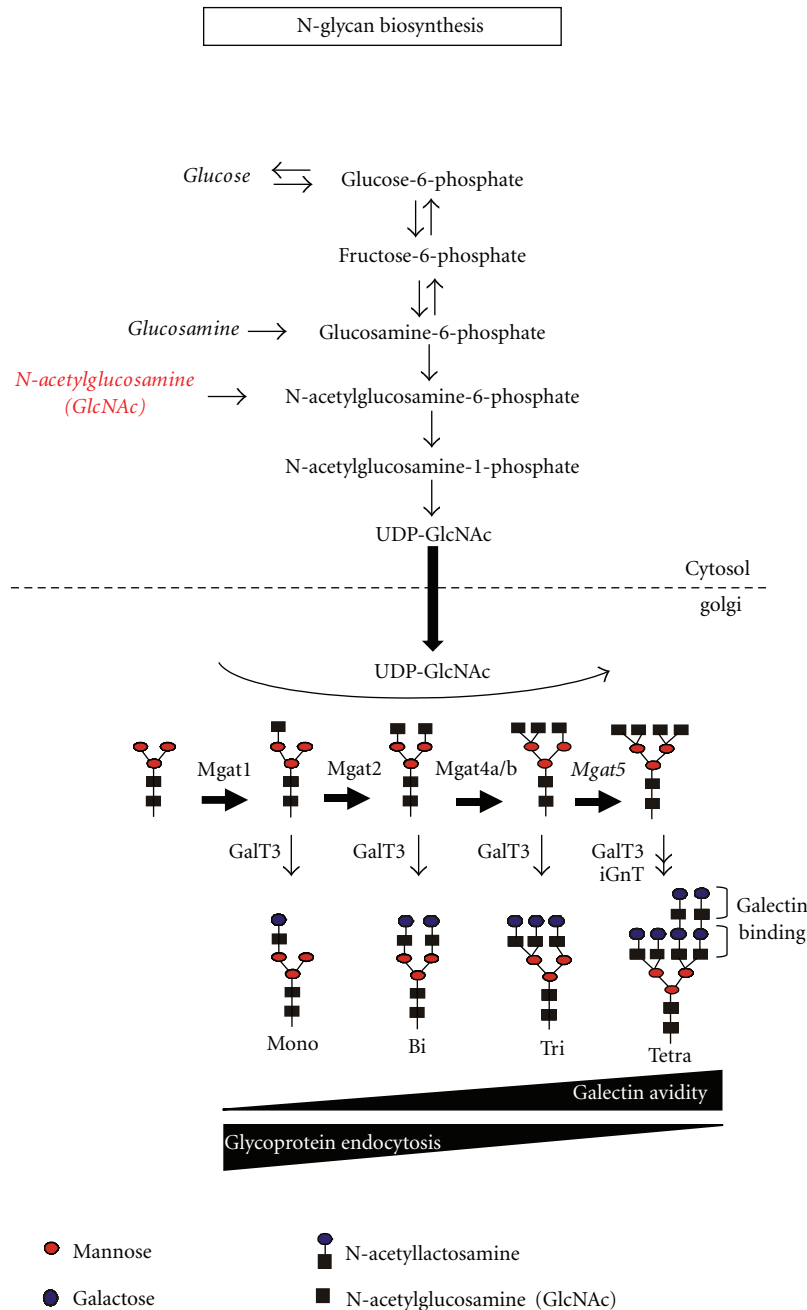 N-glycan biosynthesis
Glucose
Glucose-6-phosphate
Fructose-6-phosphate
Glucosamine
Glucosamine-6-phosphate
N-acetylglucosamine
(GlcNAc)
N-acetylglucosamine-6-phosphate
N-acetylglucosamine-1-phosphate
UDP-GlcNAc
Cytosol
golgi
UDP-GlcNAc
Mgat1
Mgat2
Mgat4a/b
Mgat5
GalT3
GalT3
GalT3
GalT3
iGnT
Galectin
binding
Mono
Bi
Tri
Tetra
Galectin avidity
Glycoprotein endocytosis
Mannose
N-acetyllactosamine
Galactose
N-acetylglucosamine (GlcNAc)